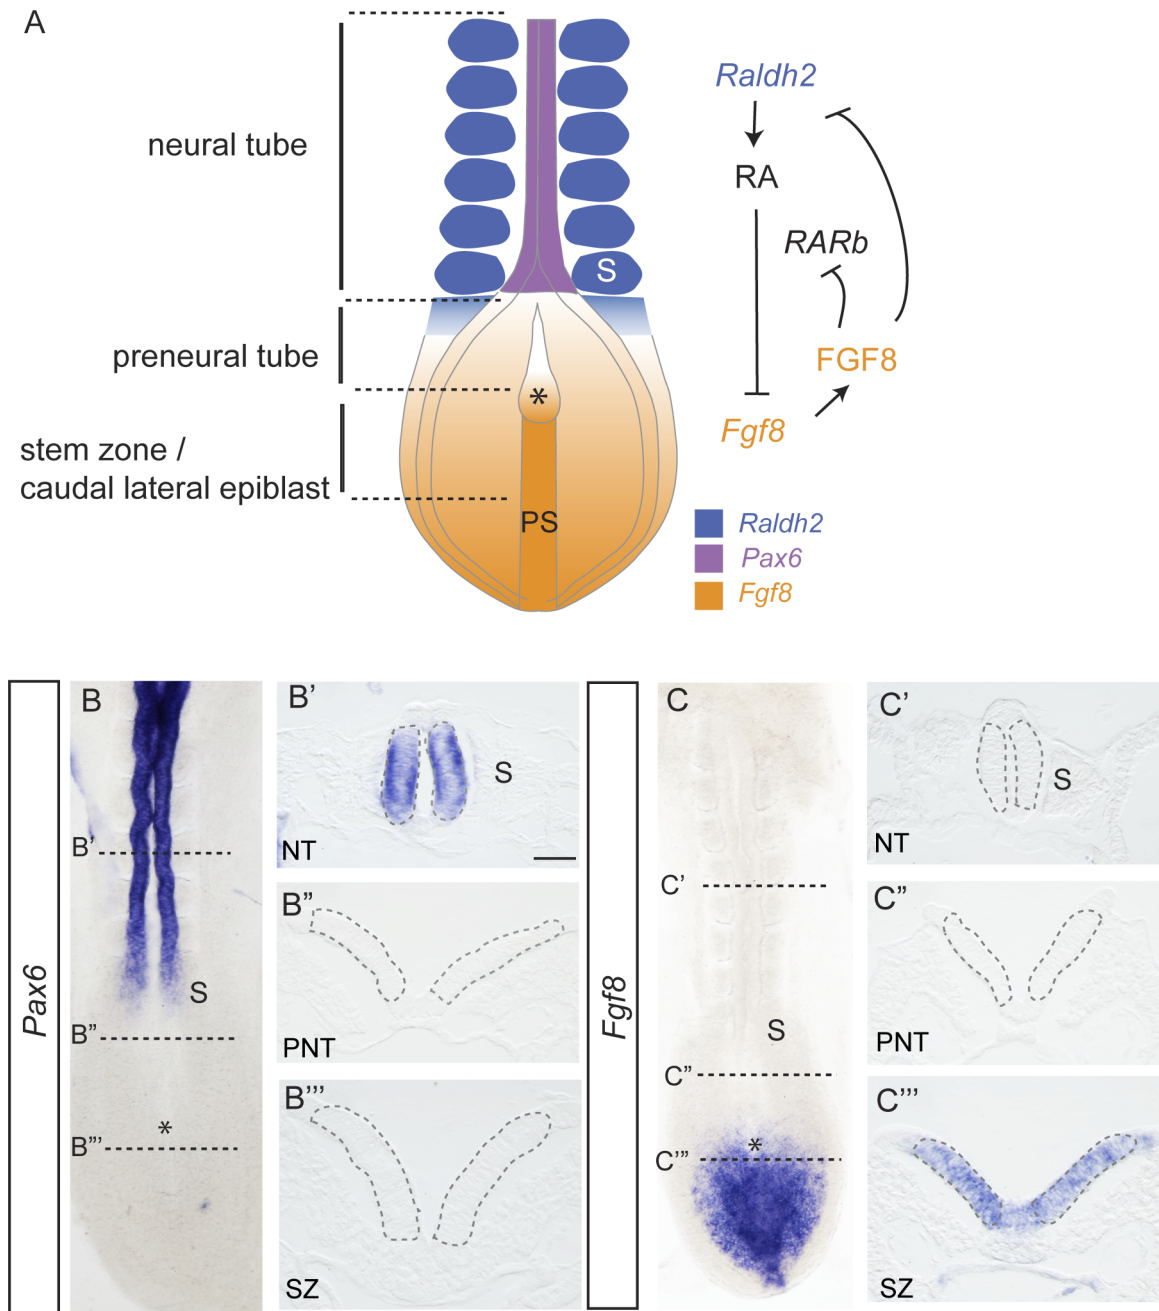 A
neural tube
preneural tube
stem zone /
caudal lateral epiblast
S
*
PS
Raldh2
RA
RARb
FGF8
Fgf8
Raldh2
Pax6
Fgf8
Pax6
B
B'
S
B"
*
B"'
B'
S
NT
B"
PNT
B"'
SZ
Fgf8
C
C'
S
C"
*
C"'
C'
S
NT
C"
PNT
C"'
SZ